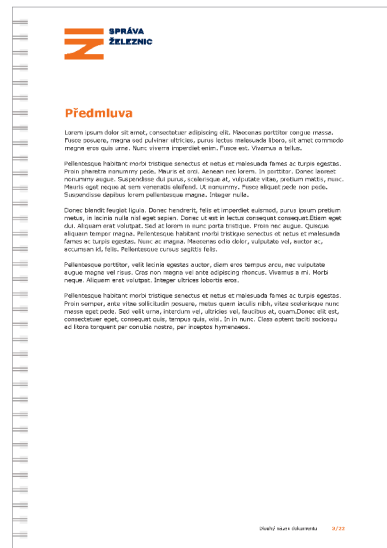 SPRÁVA
ŽELEZNIC
Předmluva
Lorem ipsum dolor sit amet, consectetuer adipiscing elit. Maecenas porttitor congue massa.
Fusce posuere, magna sed pulvinar ultricies, purus lectus malesuada libero, sit amet commodo
magna eros quis urna. Nunc viverra imperdiet enim. Fusce est. Vivamus a tellus.
Pellentesque habitant morbi tristique senectus et netus et malesuada fames ac turpis egestas.
Proin pharetra nonummy pede. Mauris et orci. Aenean nec lorem. In porttitor. Donec laoreet
nonummy augue. Suspendisse dui purus, scelerisque at, vulputate vitae, pretium mattis, nunc.
Mauris eget neque at sem venenatis eleifend. Ut nonummy. Fusce aliquet pede non pede.
Suspendisse dapibus lorem pellentesque magna. Integer nulla.
Donec blandit feugiat ligula. Donec hendrerit, felis et imperdiet euismod, purus ipsum pretium
metus, in lacinia nulla nisl eget sapien. Donec ut est in lectus consequat consequat.Etiam eget
dui. Aliquam erat volutpat. Sed at lorem in nunc porta tristique. Proin nec augue. Quisque
aliquam tempor magna. Pellentesque habitant morbi tristique senectus et netus et malesuada
fames ac turpis egestas. Nunc ac magna. Maecenas odio dolor, vulputate vel, auctor ac,
accumsan id, felis. Pellentesque cursus sagittis felis.
Pellentesque porttitor, velit lacinia egestas auctor, diam eros tempus arcu, nec vulputate
augue magna vel risus. Cras non magna vel ante adipiscing rhoncus. Vivamus a mi. Morbi
neque. Aliquam erat volutpat. Integer ultrices lobortis eros.
Pellentesque habitant morbi tristique senectus et netus et malesuada fames ac turpis egestas.
Proin semper, ante vitae sollicitudin posuere, metus quam iaculis nibh, vitae scelerisque nunc
massa eget pede. Sed velit urna, interdum vel, ultricies vel, faucibus at, quam.Donec elit est,
consectetuer eget, consequat quis, tempus quis, wisi. In in nunc. Class aptent taciti sociosqu
ad litora torquent per conubia nostra, per inceptos hymenaeos.
Dlouhý název dokumentu 3/22